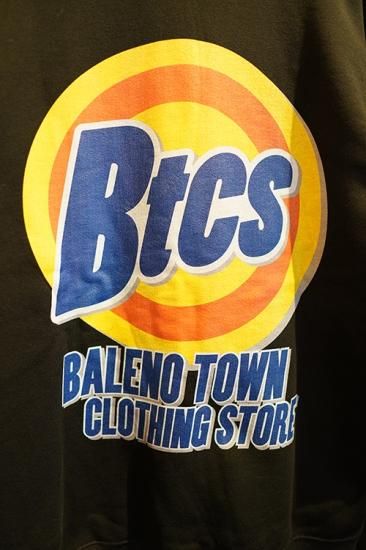 BtCS
BALENO TOWN
CLOTHING STORE